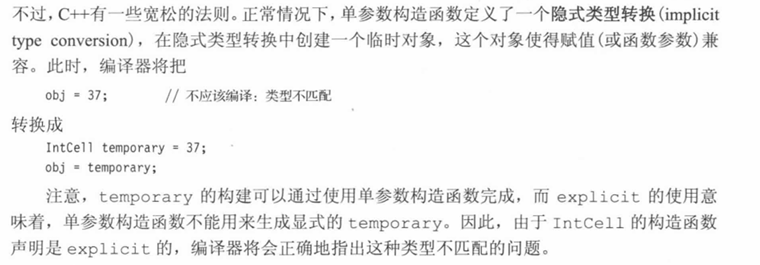 不过，C++有一些宽松的法则。正常情况下，单参数构造函数定义了一个隐式类型转换(implicit
type conversion)，在隐式类型转换中创建一个临时对象，这个对象使得赋值(或函数参数)兼
容。此时，编译器将把
obj = 37; // 不应该编译：类型不匹配
转换成
IntCell temporary = 37;
obj = temporary;
注意，temporary 的构建可以通过使用单参数构造函数完成，而 explicit 的使用意
味着，单参数构造函数不能用来生成显式的 temporary。因此，由于 IntCell 的构造函数
声明是 explicit 的，编译器将会正确地指出这种类型不匹配的问题。